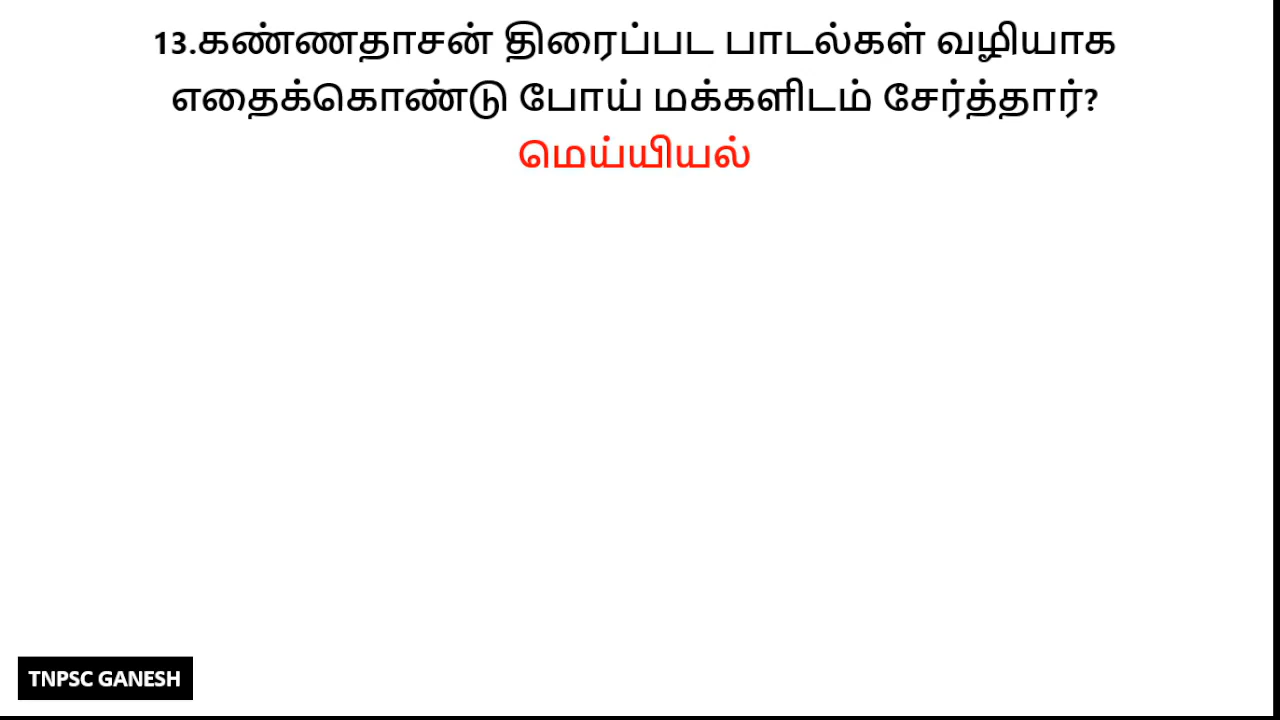 13.கண்ணதாசன் திரைப்பட பாடல்கள் வழியாக
எதைக்கொண்டு போய் மக்களிடம் சேர்த்தார்?
மெய்யியல்
TNPSC GANESH